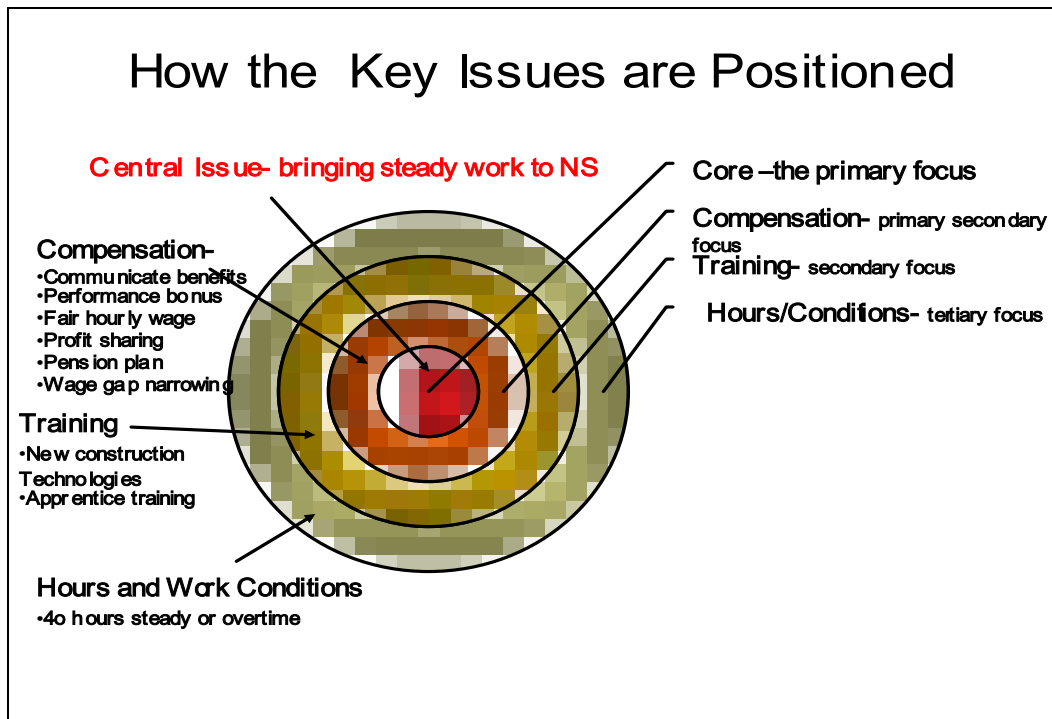 How the Key Issues are Positioned
Central Issue- bringing steady work to NS
Compensation-
•Communicate benefits
•Performance bonus
•Fair hourly wage
•Profit sharing
•Pension plan
•Wage gap narrowing
Training
•New construction
Technologies
•Apprentice training
Hours and Work Conditions
•4o hours steady or overtime
Core –the primary focus
Compensation- primary secondary
focus
Training- secondary focus
Hours/Conditions- tertiary focus